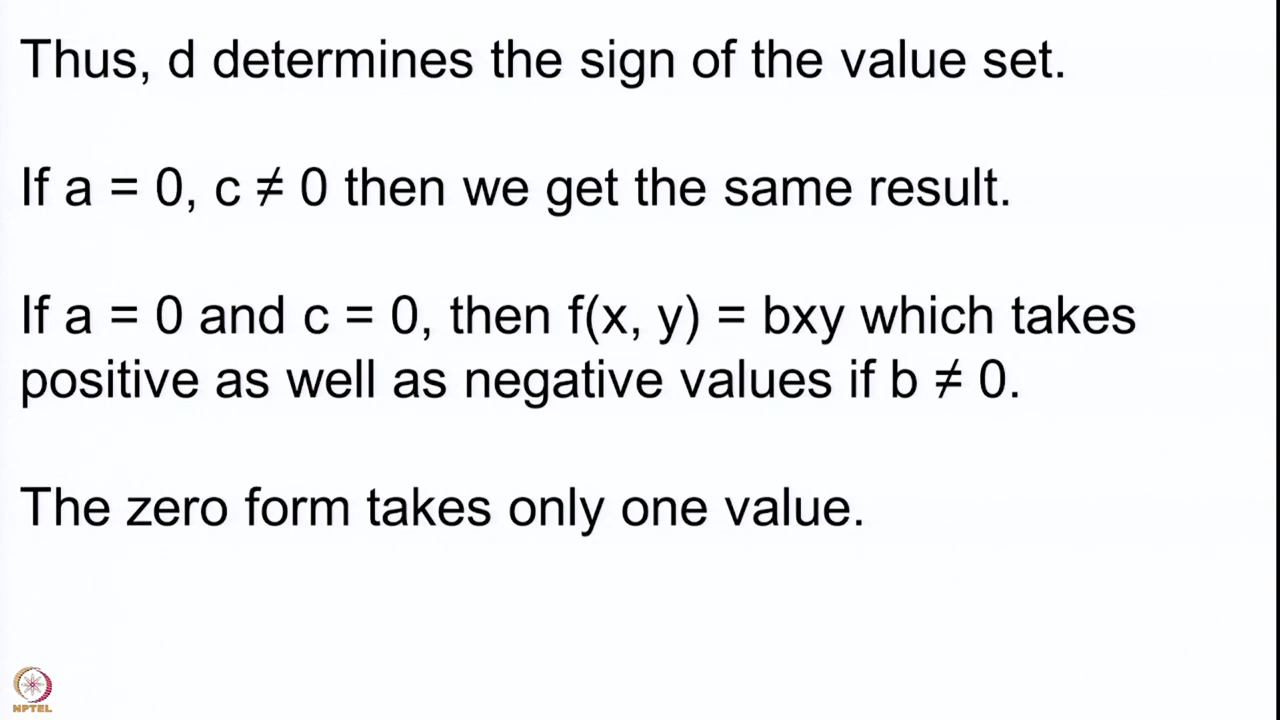 Thus, d determines the sign of the value set.
If a = 0, c ≠ 0 then we get the same result.
If a = 0 and c = 0, then f(x, y) = bxy which takes
positive as well as negative values if b ≠ 0.
The zero form takes only one value.
NPTEL